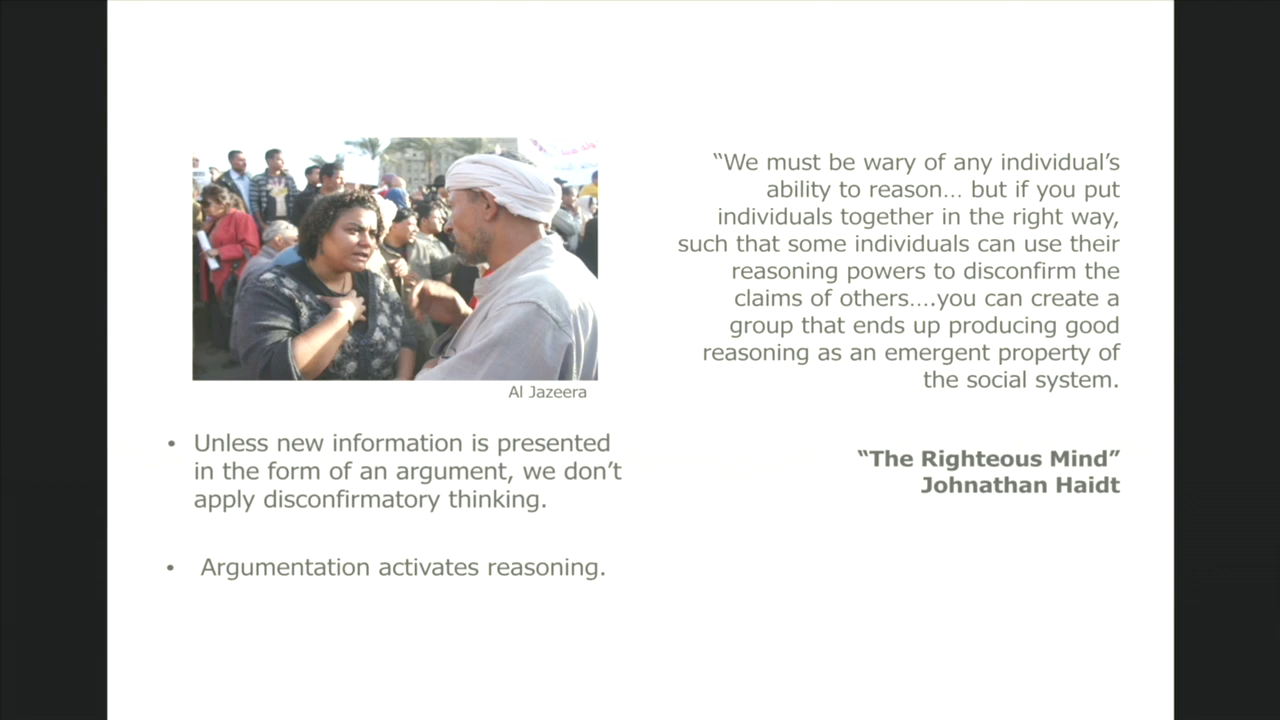 Al Jazeera
• Unless new information is presented
in the form of an argument, we don’t
apply disconfirmatory thinking.
• Argumentation activates reasoning.
“We must be wary of any individual’s
ability to reason... but if you put
individuals together in the right way,
such that some individuals can use their
reasoning powers to disconfirm the
claims of others....you can create a
group that ends up producing good
reasoning as an emergent property of
the social system.
“The Righteous Mind”
Johnathan Haidt